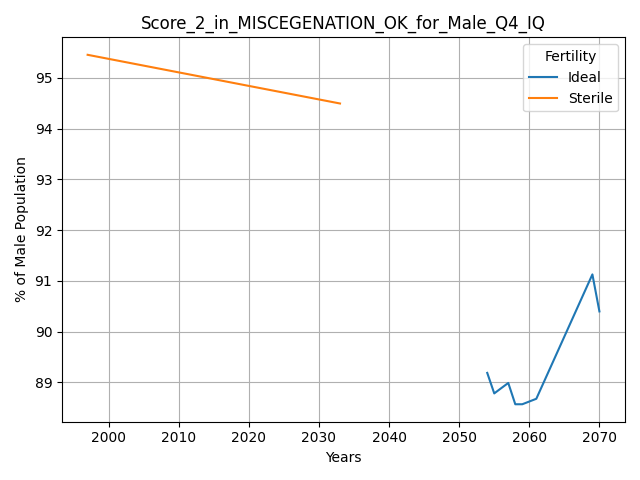 Score_2_in_MISCEGENATION_OK_for_Male_Q4_IQ
Fertility
Ideal
Sterile
% of Male Population
95
94
93
92
91
90
89
2000 2010 2020 2030 2040 2050 2060 2070
Years